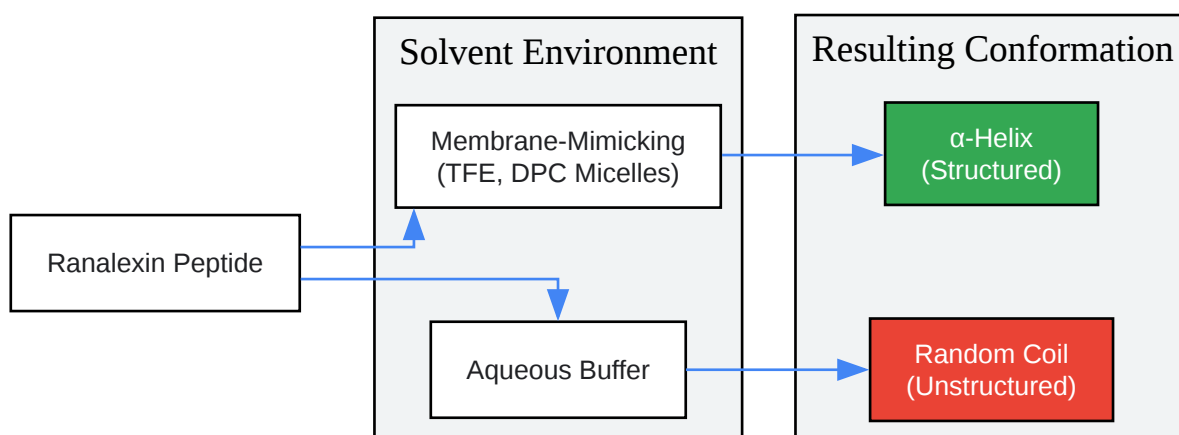 Solvent Environment
Resulting Conformation
Membrane-Mimicking
(TFE, DPC Micelles)
α-Helix
(Structured)
Ranalexin Peptide
Aqueous Buffer
Random Coil
(Unstructured)